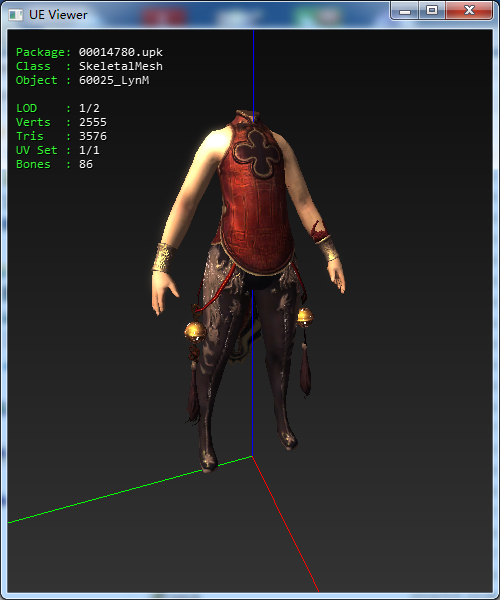 UE Viewer
Package: 00014780.upk
Class : SkeletalMesh
Object : 60025_LynM
LOD : 1/2
Verts : 2555
Tris : 3576
UV Set : 1/1
Bones : 86